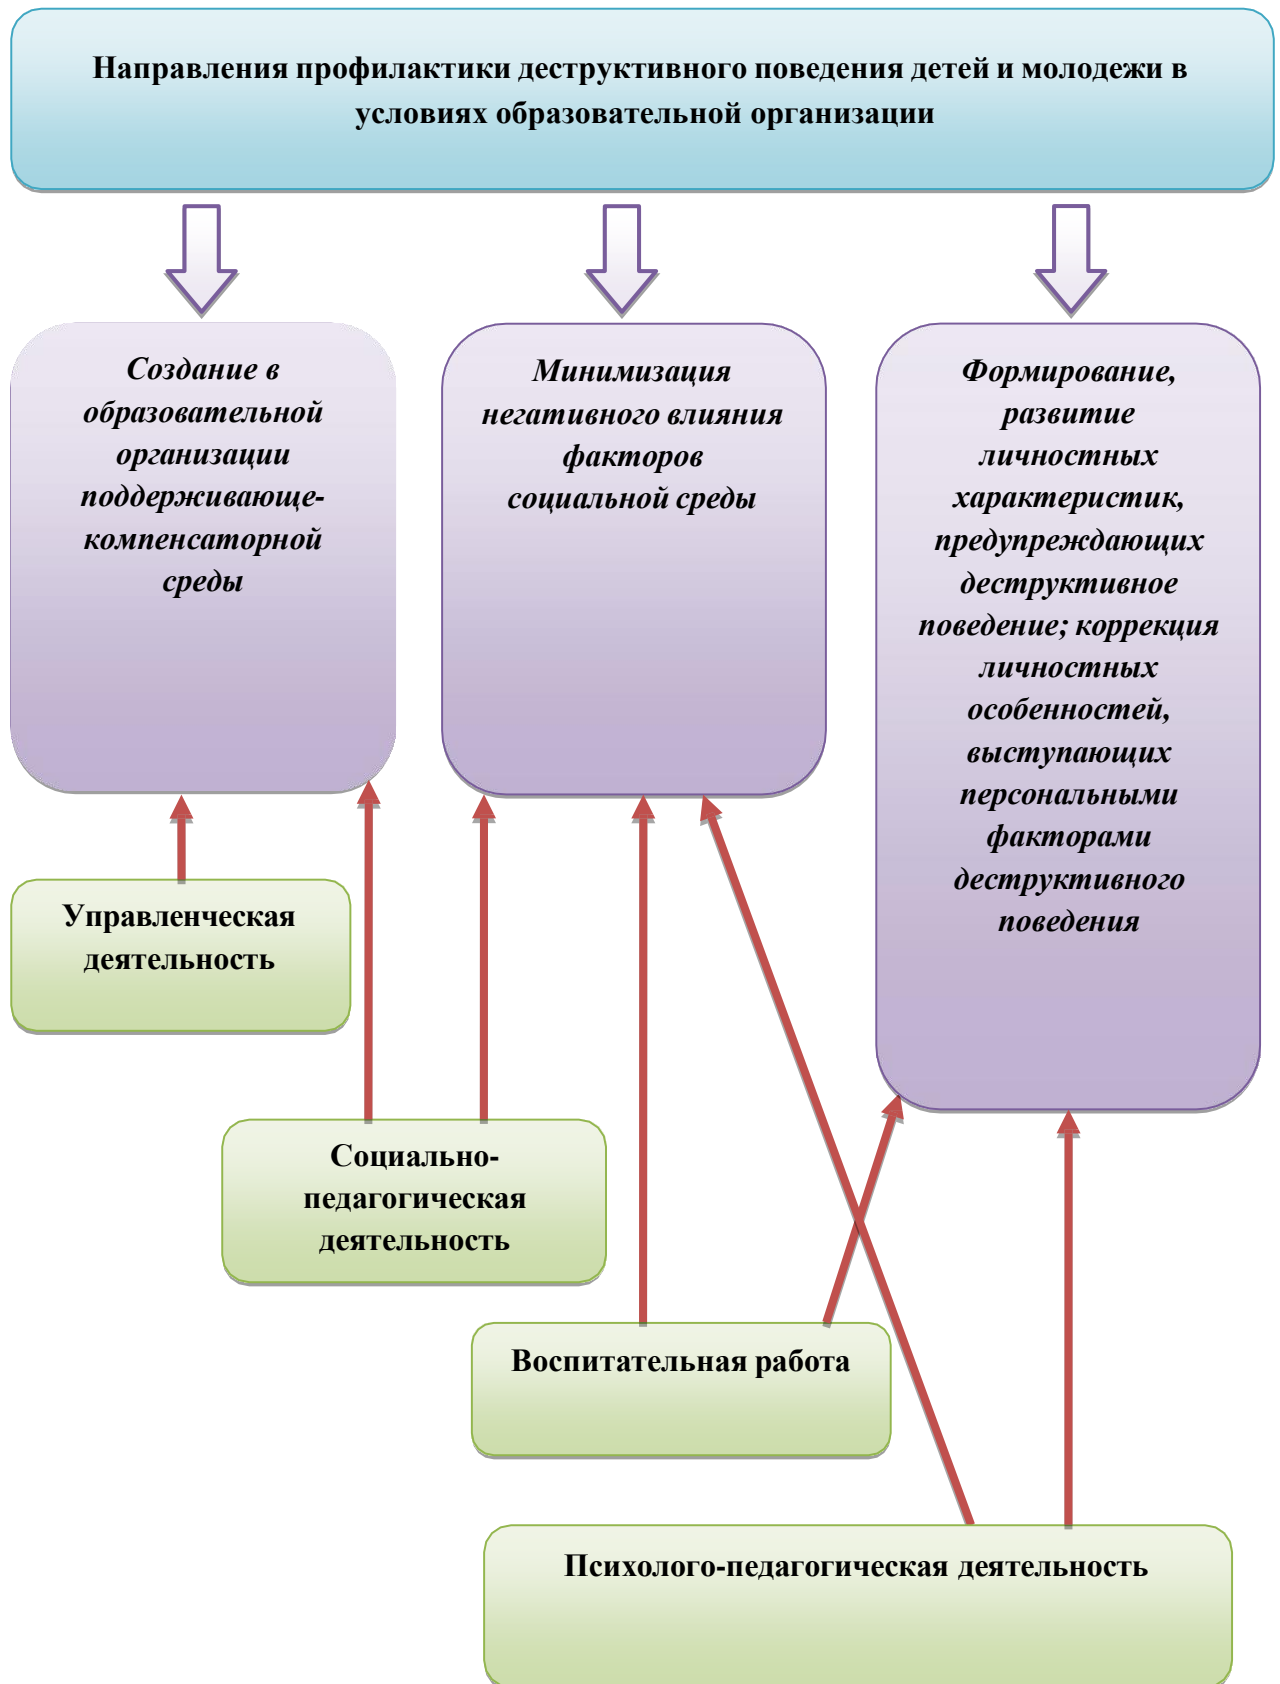 Направления профилактики деструктивного поведения детей и молодежи в
условиях образовательной организации
Создание в
образовательной
организации
поддерживающе-
компенсаторной
среды
Минимизация
негативного влияния
факторов
социальной среды
Формирование,
развитие
личностных
характеристик,
предупреждающих
деструктивное
поведение; коррекция
личностных
особенностей,
выступающих
персональными
факторами
деструктивного
поведения
Управленческая
деятельность
Социально-
педагогическая
деятельность
Воспитательная работа
Психолого-педагогическая деятельность